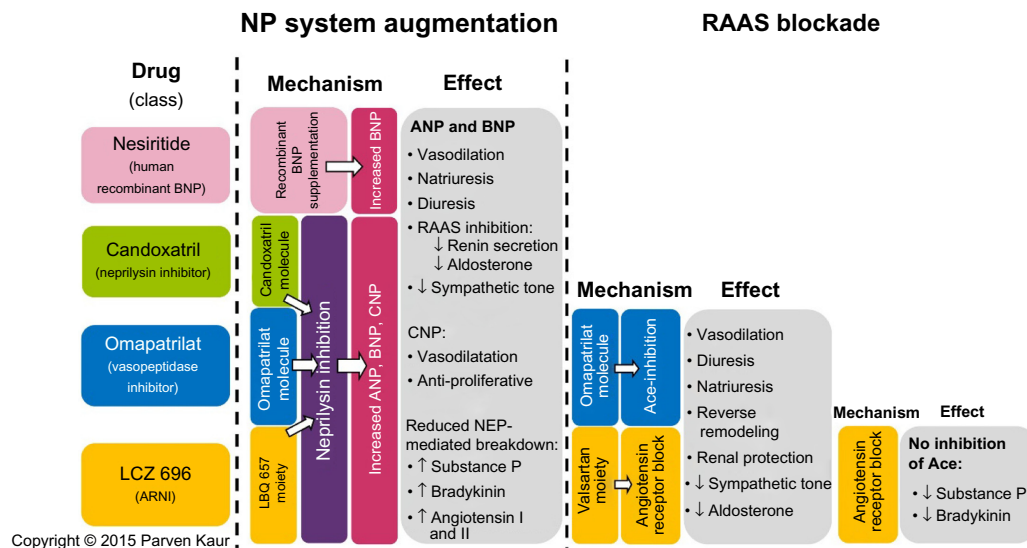 NP system augmentation
RAAS blockade
Drug
(class)
Mechanism
Effect
Nesiritide
(human
recombinant BNP)
Candoxatril
(neprilysin inhibitor)
Omapatrilat
(vasopeptidase
inhibitor)
LCZ 696
(ARNI)
Recombinant
BNP
supplementation
Increased BNP
Candoxatril
molecule
Omapatrilat
molecule
LBQ 657
moiety
Neprilysin inhibition
Increased ANP, BNP, CNP
ANP and BNP
• Vasodilation
• Natriuresis
• Diuresis
• RAAS inhibition:
↓ Renin secretion
↓ Aldosterone
• ↓ Sympathetic tone
CNP:
• Vasodilatation
• Anti-proliferative
Reduced NEP-
mediated breakdown:
• ↑ Substance P
• ↑ Bradykinin
• ↑ Angiotensin I
and II
Mechanism
Effect
Omapatrilat
molecule
Ace-inhibition
Valsartan
moiety
Angiotensin
receptor block
• Vasodilation
• Diuresis
• Natriuresis
• Reverse
remodeling
• Renal protection
• ↓ Sympathetic tone
• ↓ Aldosterone
Mechanism
Effect
Angiotensin
receptor block
No inhibition
of Ace:
• ↓ Substance P
• ↓ Bradykinin
Copyright © 2015 Parven Kaur